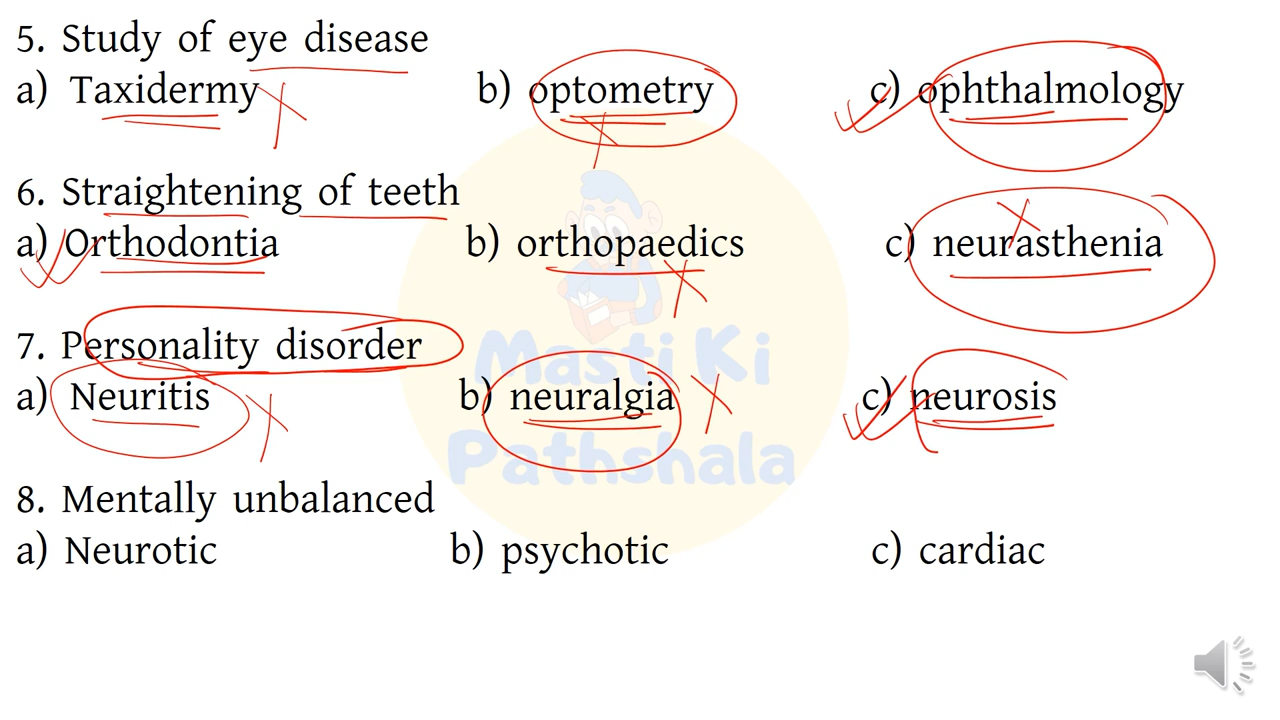 5. Study of eye disease
a) Taxidermy b) optometry c) ophthalmology
6. Straightening of teeth
a) Orthodontia b) orthopaedics c) neurasthenia
7. Personality disorder
a) Neuritis b) neuralgia c) neurosis
8. Mentally unbalanced
a) Neurotic b) psychotic c) cardiac
Masti Ki
Pathshala